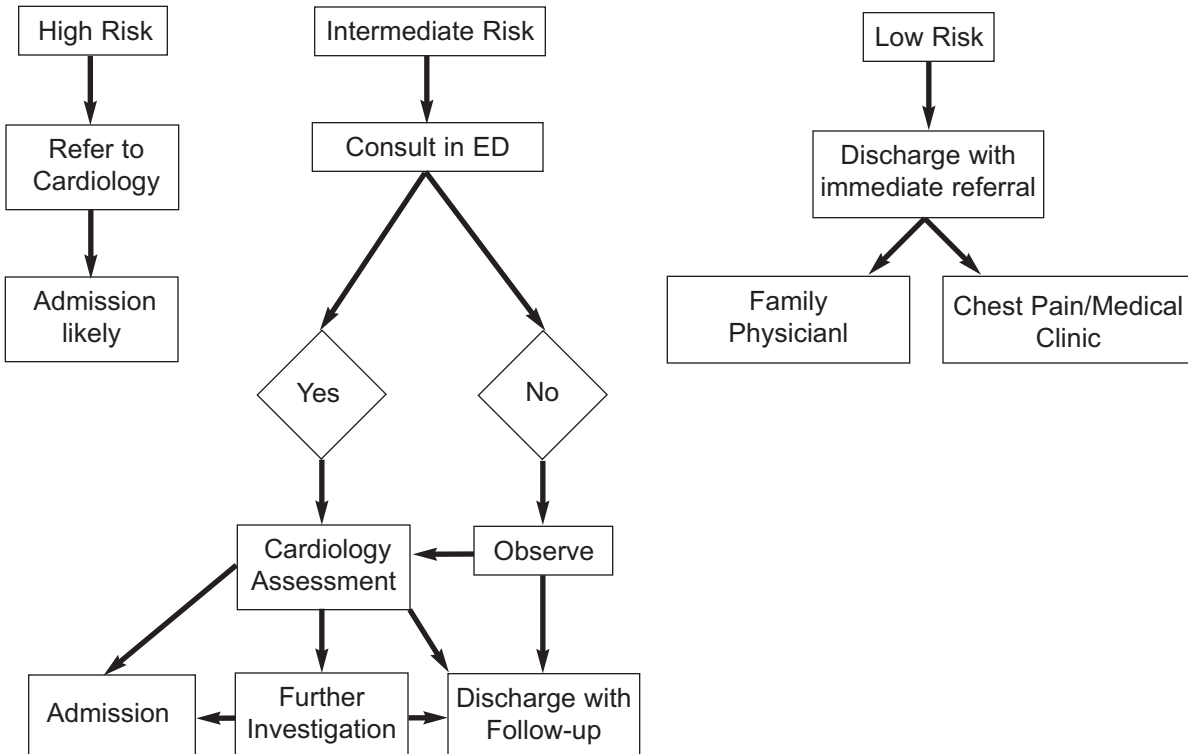 High Risk
Intermediate Risk
Low Risk
Refer to
Cardiology
Consult in ED
Discharge with
immediate referral
Admission
likely
Family
Physicianl
Chest Pain/Medical
Clinic
Yes
No
Cardiology
Assessment
Observe
Admission
Further
Investigation
Discharge with
Follow-up